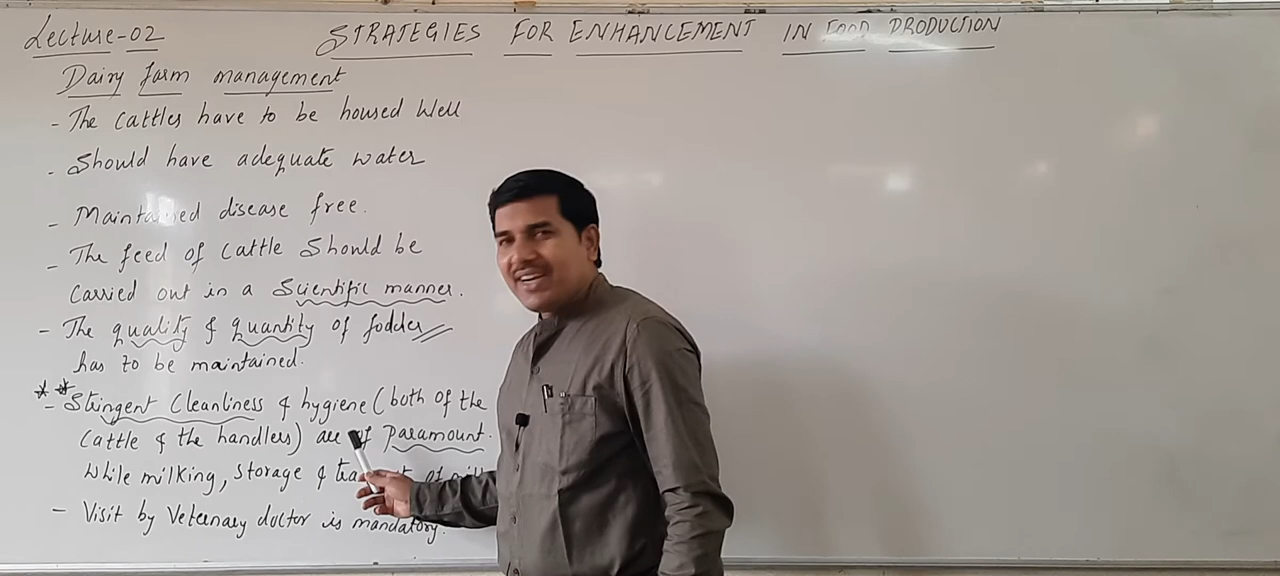 Lecture-02 STRATEGIES FOR ENHANCEMENT IN FOOD PRODUCTION
Dairy farm management
- The cattles have to be housed well
- Should have adequate water
- Maintained disease free.
- The feed of cattle should be
carried out in a scientific manner.
- The quality & quantity of fodder
has to be maintained.
** - Stringent Cleanliness & hygiene (both of the
Cattle & the handlers) are of paramount.
While milking, storage & of
- Visit by Veternary doctor is mandatory.